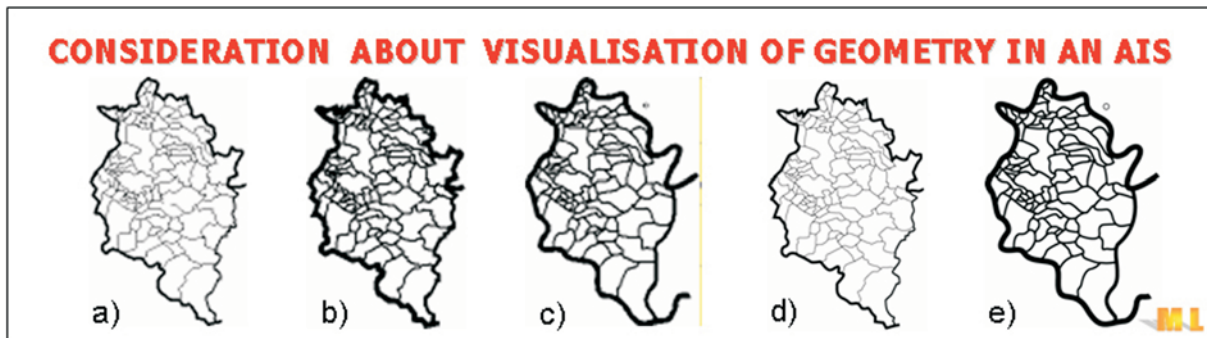 CONSIDERATION ABOUT VISUALISATION OF GEOMETRY IN AN AIS
a) b) c) d) e)
ML